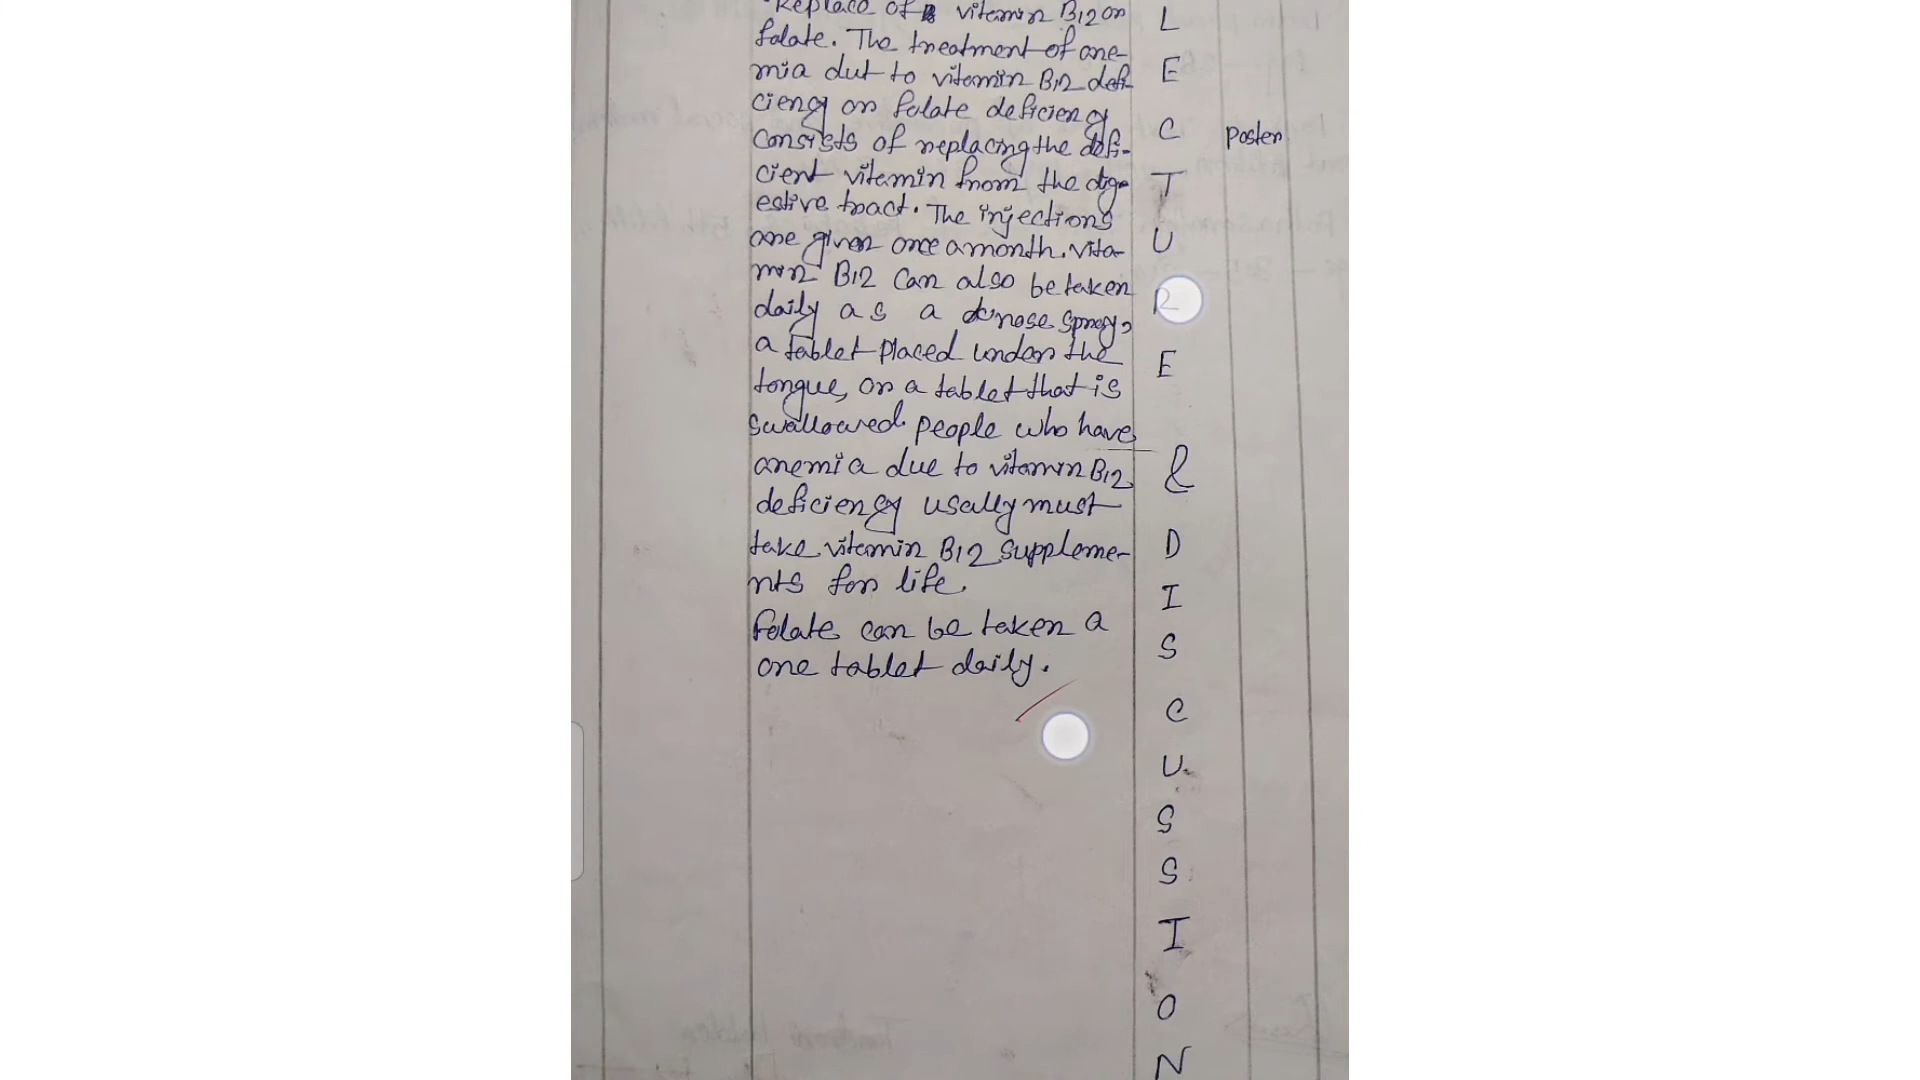 Replace of vitamin B12 or
folate. The treatment of ane-
mia dut to vitamin B12 defi-
ciency or folate deficiency
consists of replacing the defi-
cient vitamin from the dig-
estive tract. The injections
are given once a month. vita-
min B12 can also be taken
daily as a nose spray,
a tablet placed under the
tongue, or a tablet that is
swallowed. people who have
anemia due to vitamin B12
deficiency usally must
take vitamin B12 suppleme-
nts for life.
Folate can be taken a
one tablet daily.
L
E
C
T
U
R
E
&
D
I
S
C
U
S
S
I
O
N
Poster